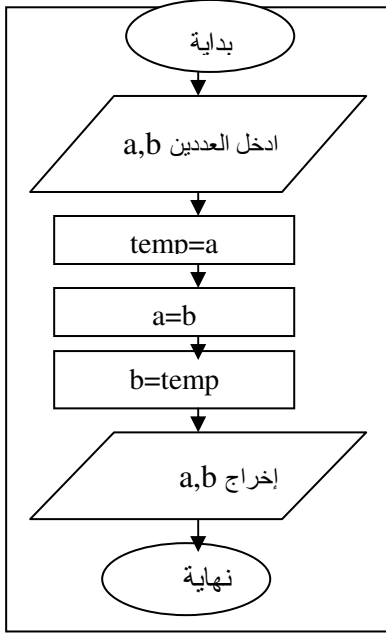 بداية
ادخل العددين a,b
temp=a
a=b
b=temp
إخراج a,b
نهاية